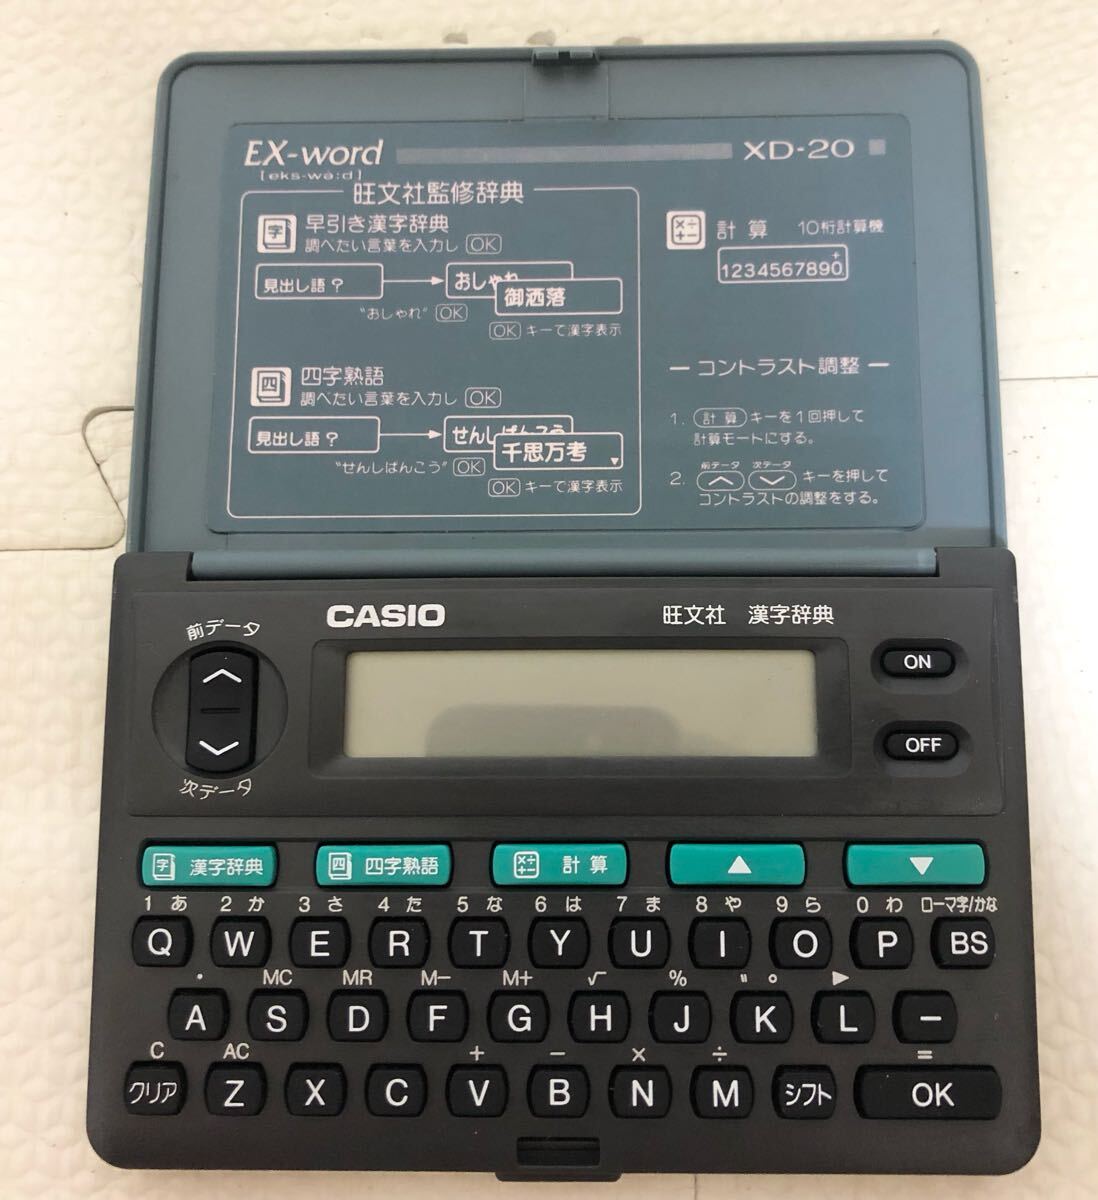 EX-word XD-20
[eks-wə:d]
旺文社監修辞典
早引き漢字辞典
調べたい言葉を入力し OK
見出し語？ おしゃれ
御洒落
"おしゃれ" OK
OK キーで漢字表示
四字熟語
調べたい言葉を入力し OK
見出し語？ せんしばんこう
千思万考
"せんしばんこう" OK
OK キーで漢字表示
計算 10桁計算機
1234567890
コントラスト調整
1. 計算 キーを1回押して
計算モートにする。
前データ 次データ
2. キーを押して
コントラストの調整をする。
CASIO 旺文社 漢字辞典
前データ
次データ
ON
OFF
字 漢字辞典 四 四字熟語 計算 ▲ ▼
1 あ 2 か 3 さ 4 た 5 な 6 は 7 ま 8 や 9 ら 0 わ ローマ字/かな
Q W E R T Y U I O P BS
・ MC MR M− M+ √ % " ° ▶
A S D F G H J K L −
C AC + − × ÷ =
クリア Z X C V B N M シフト OK